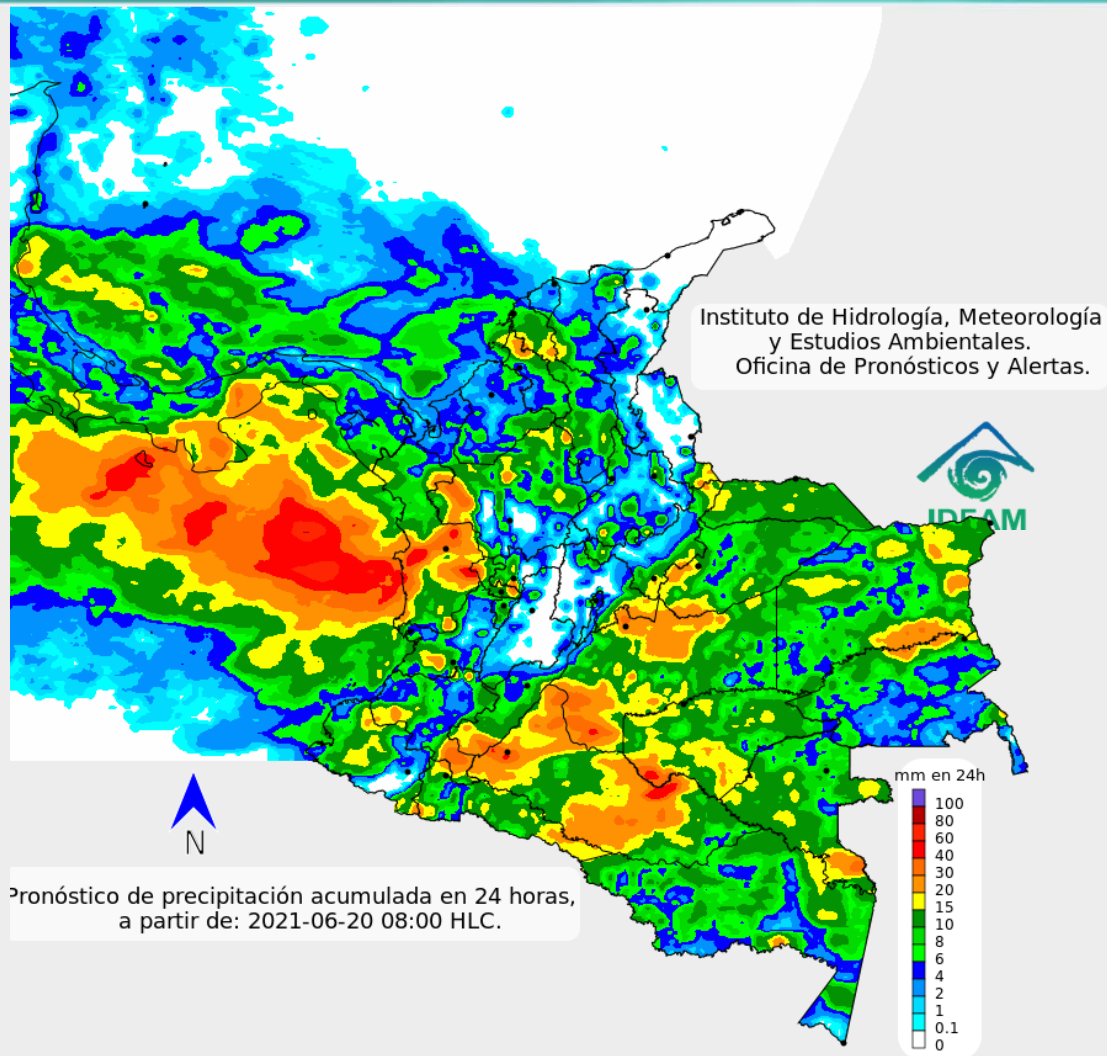 Instituto de Hidrología, Meteorología
y Estudios Ambientales.
Oficina de Pronósticos y Alertas.
IDEAM
mm en 24h
100
80
60
40
30
20
15
10
8
6
4
2
1
0.1
0
N
Pronóstico de precipitación acumulada en 24 horas,
a partir de: 2021-06-20 08:00 HLC.